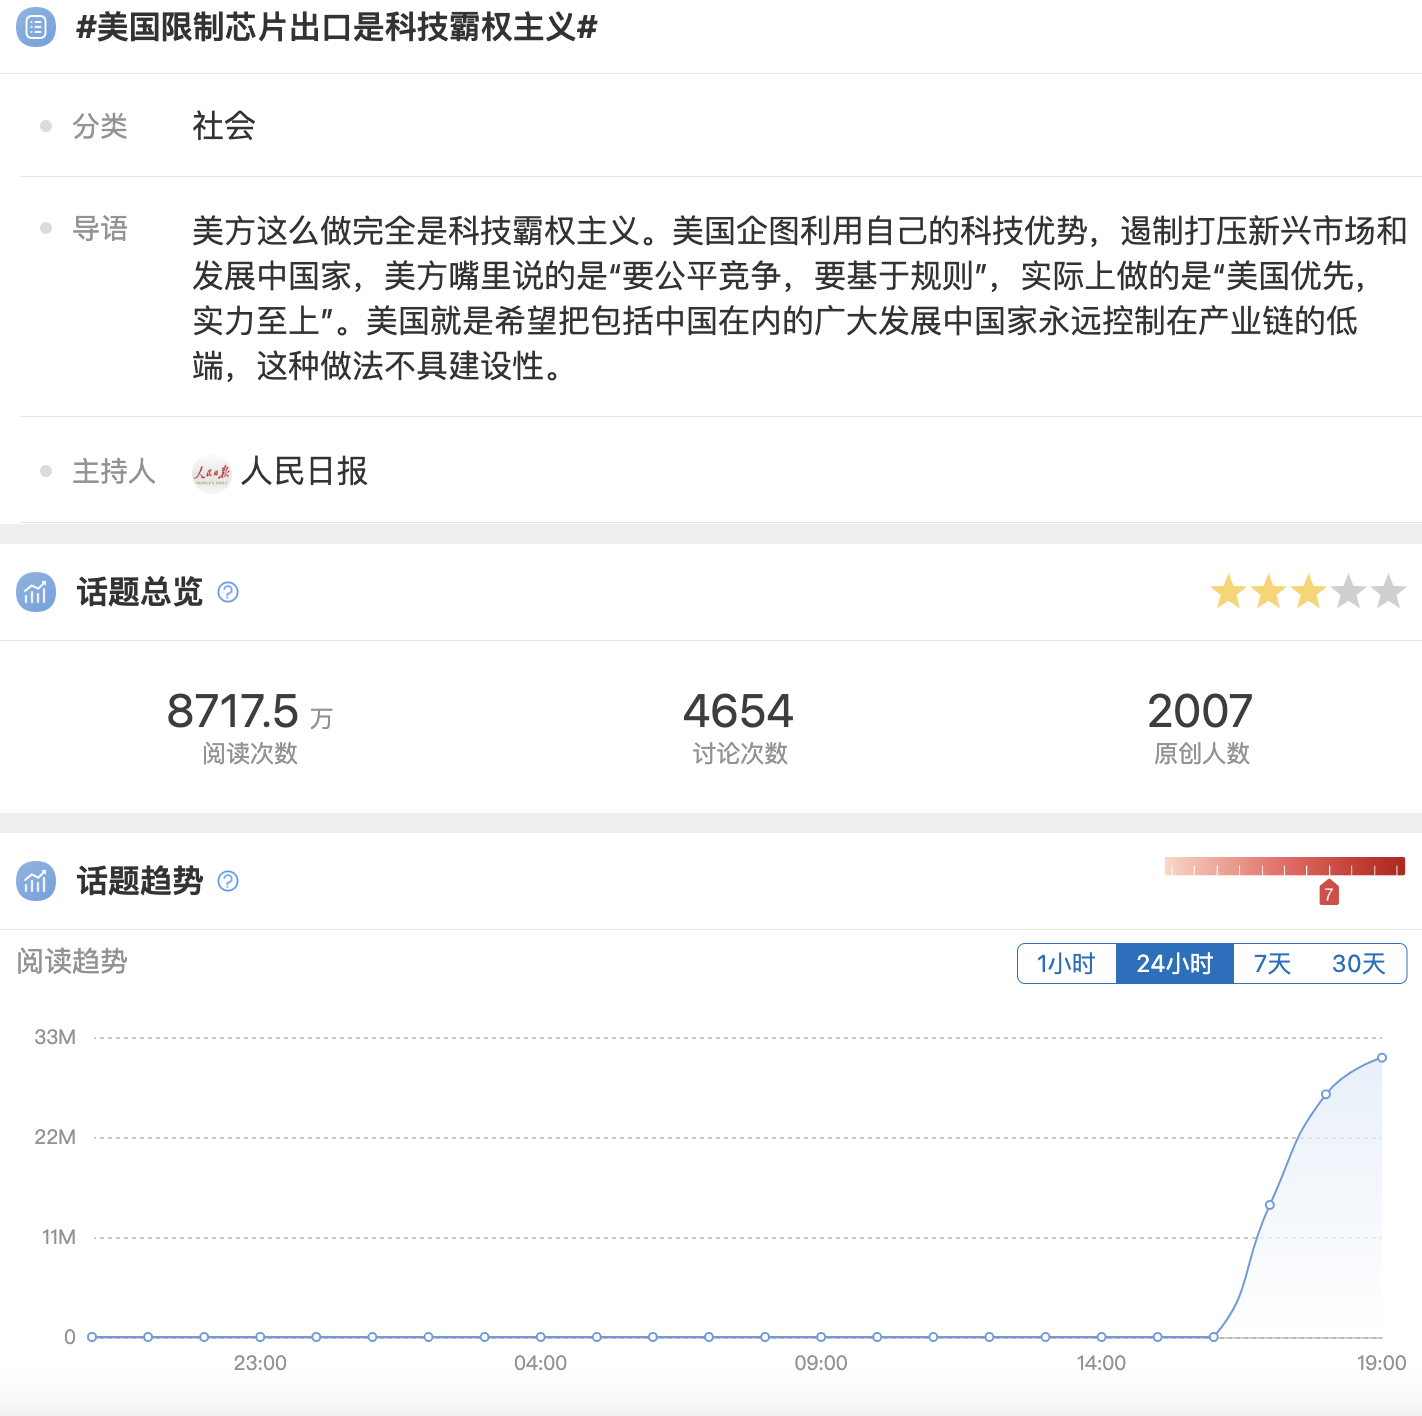 #美国限制芯片出口是科技霸权主义#
分类 社会
导语 美方这么做完全是科技霸权主义。美国企图利用自己的科技优势，遏制打压新兴市场和
发展中国家，美方嘴里说的是“要公平竞争，要基于规则”，实际上做的是“美国优先，
实力至上”。美国就是希望把包括中国在内的广大发展中国家永远控制在产业链的低
端，这种做法不具建设性。
主持人 人民日报 人民日报
话题总览 ?
8717.5 万 4654 2007
阅读次数 讨论次数 原创人数
话题趋势 ? 7
阅读趋势 1小时 24小时 7天 30天
33M
22M
11M
0
23:00 04:00 09:00 14:00 19:00